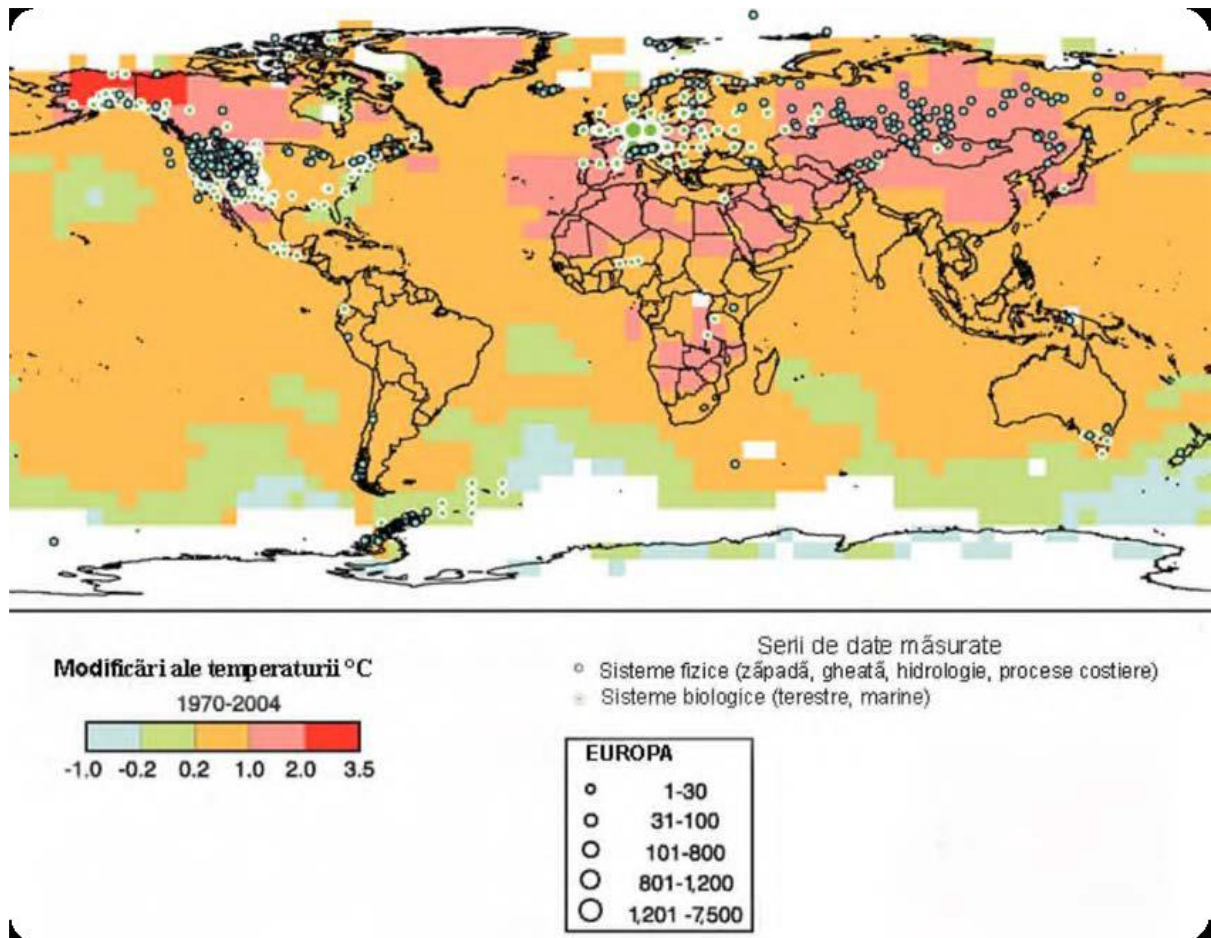 Modificări ale temperaturii °C
1970-2004
-1.0 -0.2 0.2 1.0 2.0 3.5
Serii de date măsurate
Sisteme fizice (zăpadă, gheată, hidrologie, procese costiere)
Sisteme biologice (terestre, marine)
EUROPA
1-30
31-100
101-800
801-1,200
1,201 -7,500